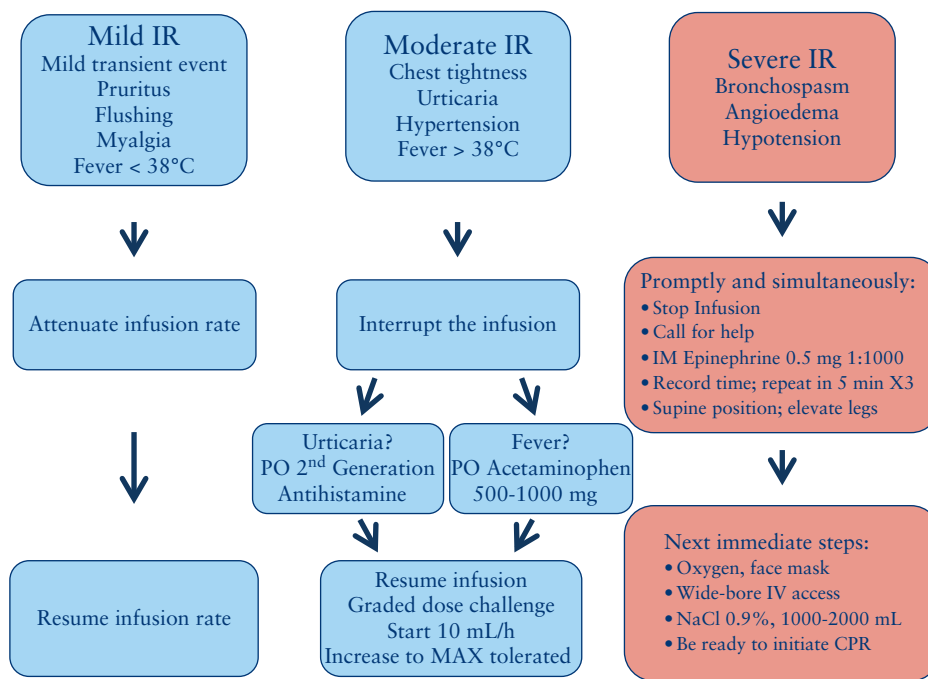 Mild IR
Mild transient event
Pruritus
Flushing
Myalgia
Fever < 38°C
Moderate IR
Chest tightness
Urticaria
Hypertension
Fever > 38°C
Severe IR
Bronchospasm
Angioedema
Hypotension
Attenuate infusion rate
Interrupt the infusion
Promptly and simultaneously:
• Stop Infusion
• Call for help
• IM Epinephrine 0.5 mg 1:1000
• Record time; repeat in 5 min X3
• Supine position; elevate legs
Urticaria?
PO 2nd Generation
Antihistamine
Fever?
PO Acetaminophen
500-1000 mg
Resume infusion rate
Resume infusion
Graded dose challenge
Start 10 mL/h
Increase to MAX tolerated
Next immediate steps:
• Oxygen, face mask
• Wide-bore IV access
• NaCl 0.9%, 1000-2000 mL
• Be ready to initiate CPR